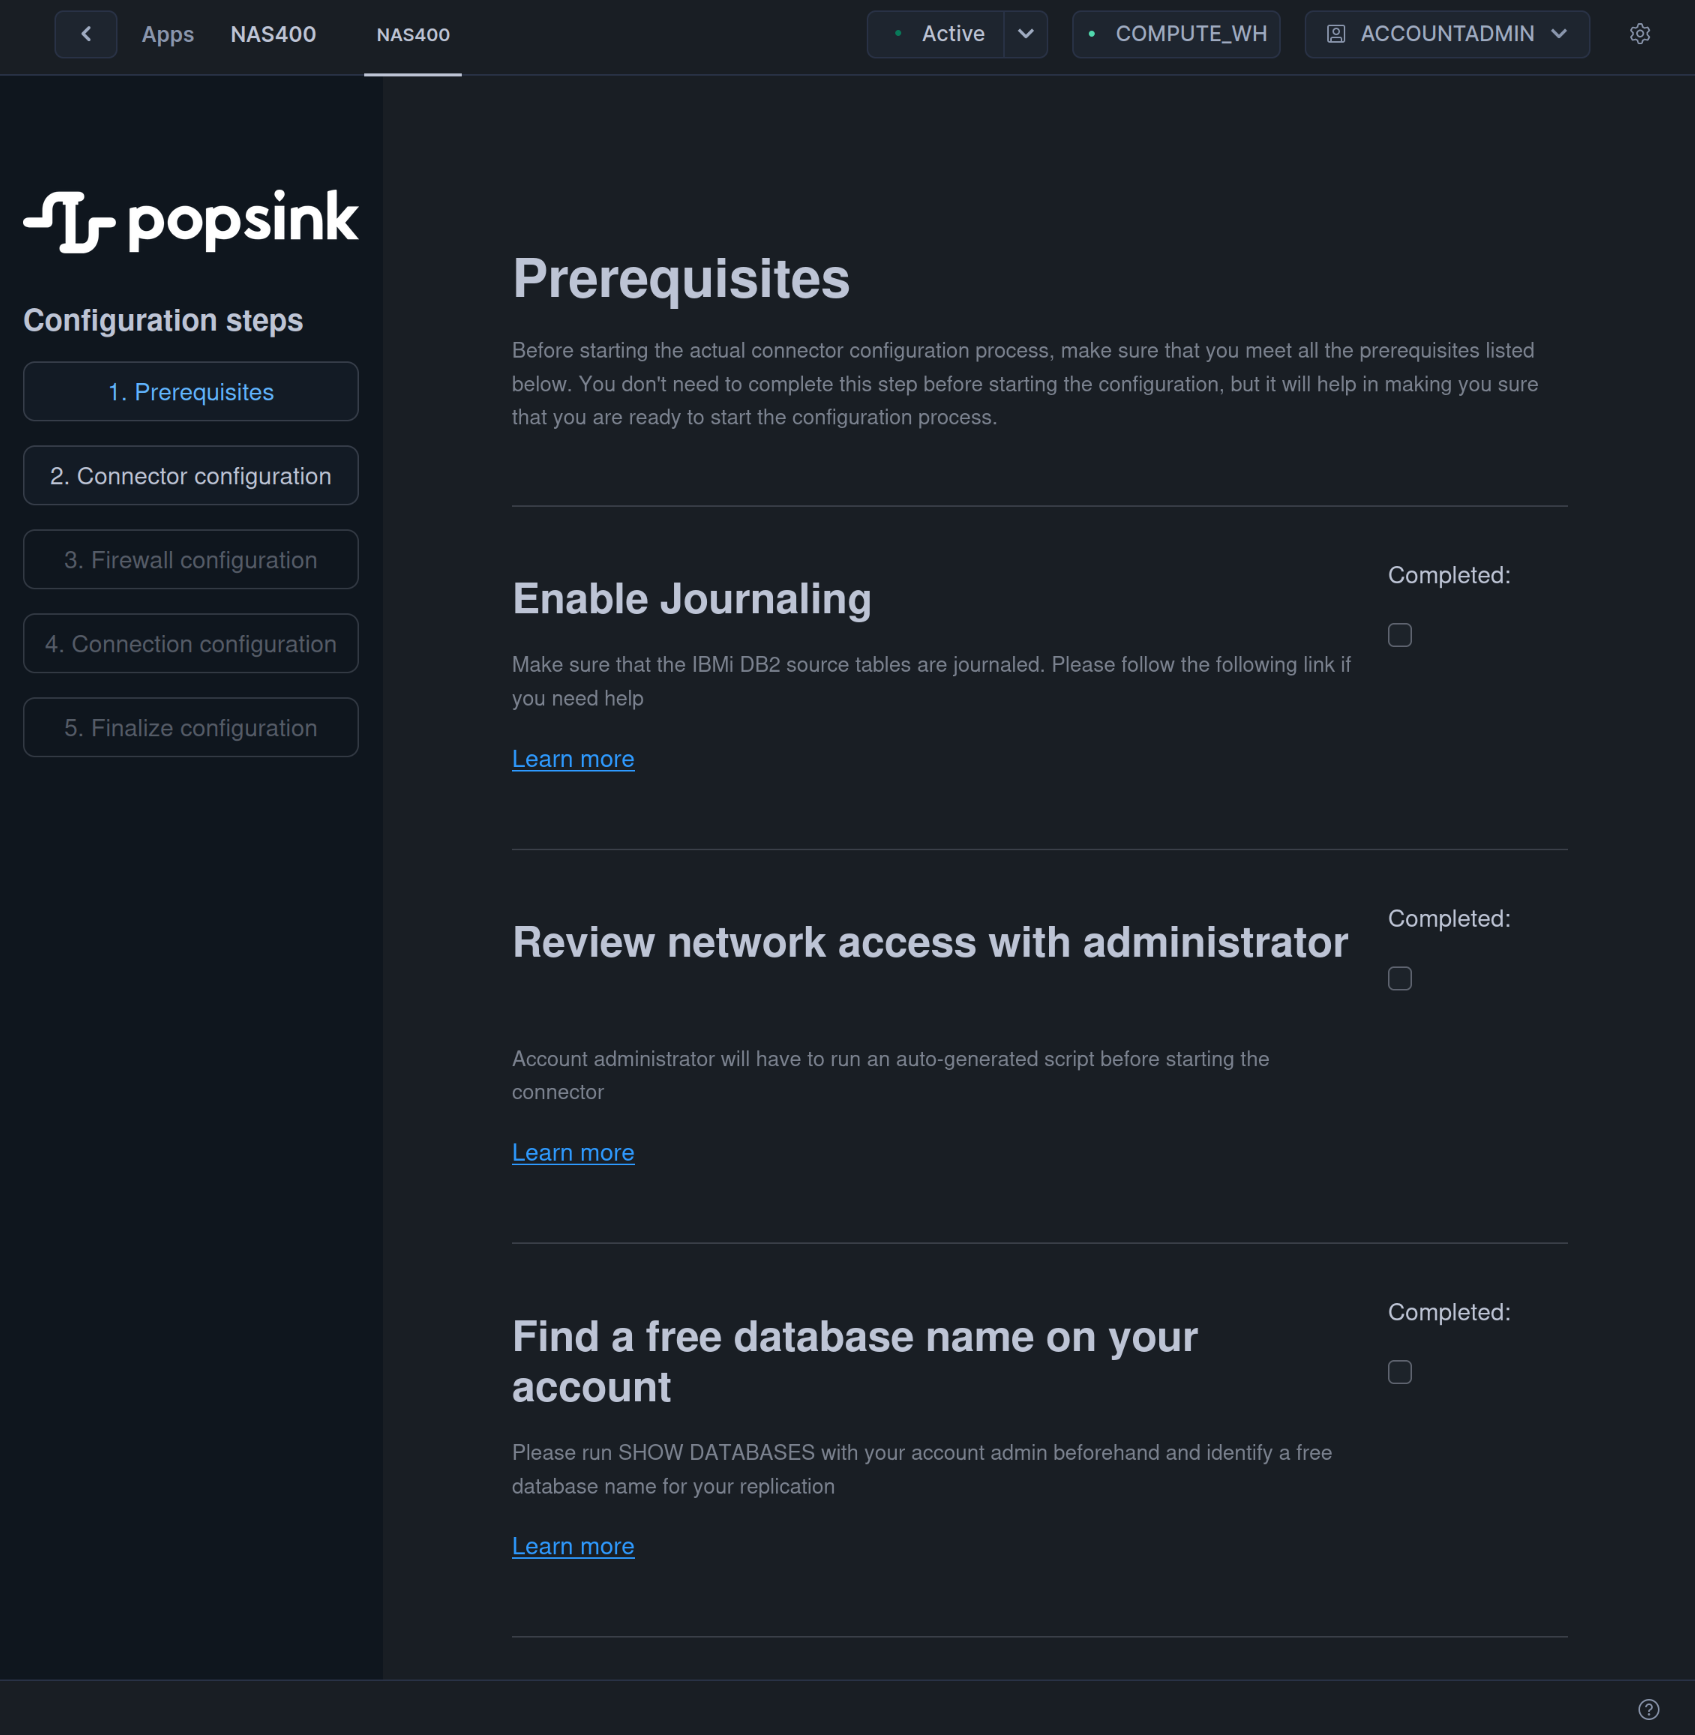 Apps NAS400 NAS400 Active COMPUTE_WH ACCOUNTADMIN
popsink
Configuration steps
1. Prerequisites
2. Connector configuration
3. Firewall configuration
4. Connection configuration
5. Finalize configuration
Prerequisites
Before starting the actual connector configuration process, make sure that you meet all the prerequisites listed
below. You don't need to complete this step before starting the configuration, but it will help in making you sure
that you are ready to start the configuration process.
Enable Journaling
Completed:
Make sure that the IBMi DB2 source tables are journaled. Please follow the following link if
you need help
Learn more
Review network access with administrator
Completed:
Account administrator will have to run an auto-generated script before starting the
connector
Learn more
Find a free database name on your
account
Completed:
Please run SHOW DATABASES with your account admin beforehand and identify a free
database name for your replication
Learn more